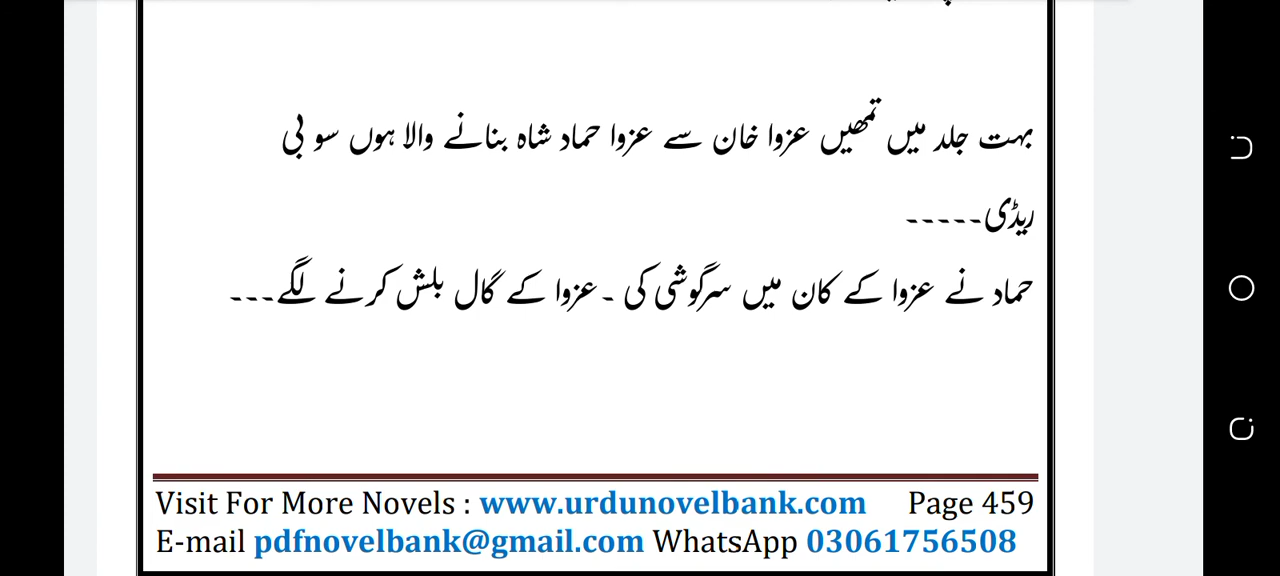 بہت جلد میں تمھیں عزوا خان سے عزوا حماد شاہ بنانے والا ہوں سو بی
ریڈی-----
حماد نے عزوا کے کان میں سرگوشی کی ۔عزوا کے گال بلش کرنے لگے---
Visit For More Novels : www.urdunovelbank.com Page 459
E-mail pdfnovelbank@gmail.com WhatsApp 03061756508